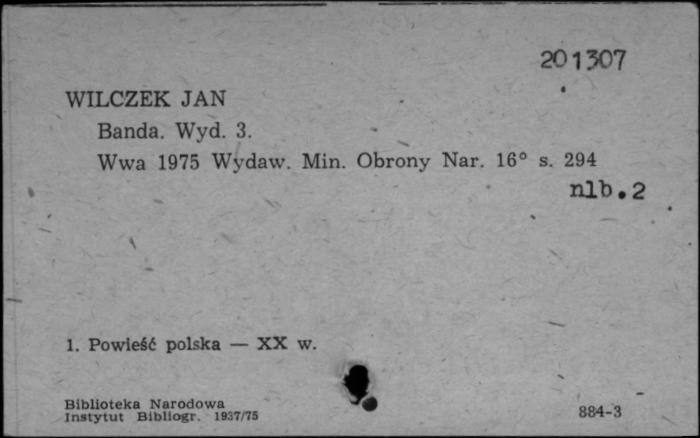 201307
WILCZEK JAN
Banda. Wyd. 3.
Wwa 1975 Wydaw. Min. Obrony Nar. 16° s. 294
nlb.2
1. Powieść polska — XX w.
Biblioteka Narodowa
Instytut Bibliogr. 1937/75
884-3